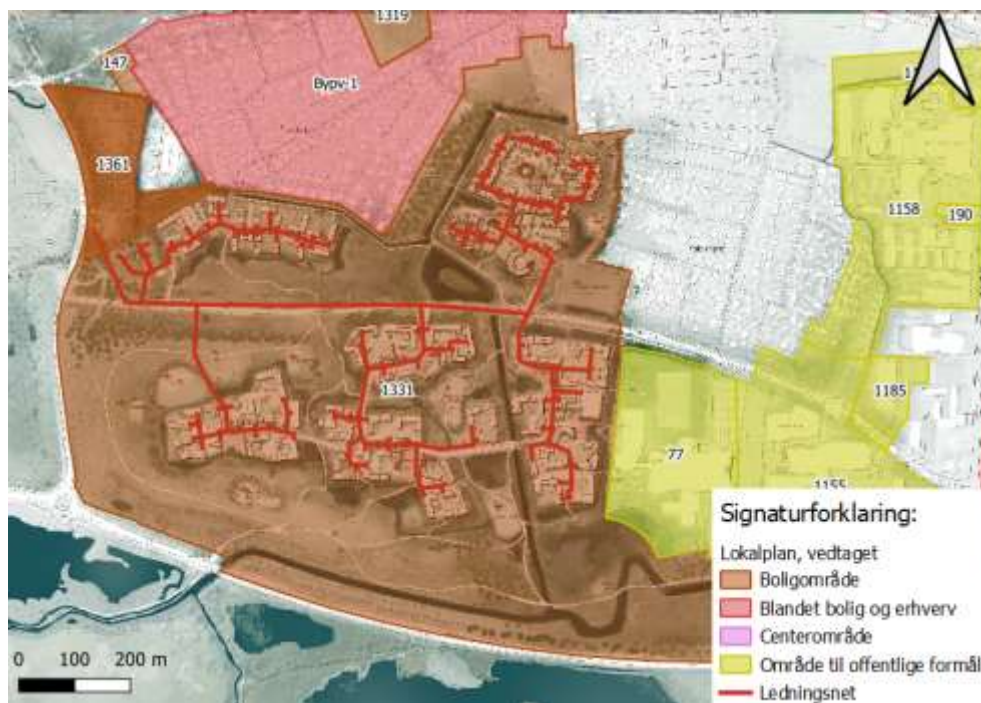 1319
147
Bypv 1
1361
1158
190
1331
1185
77
1155
Signaturforklaring:
Lokalplan, vedtaget
Boligområde
Blandet bolig og erhverv
Centerområde
Område til offentlige formål
Ledningsnet
0 100 200 m